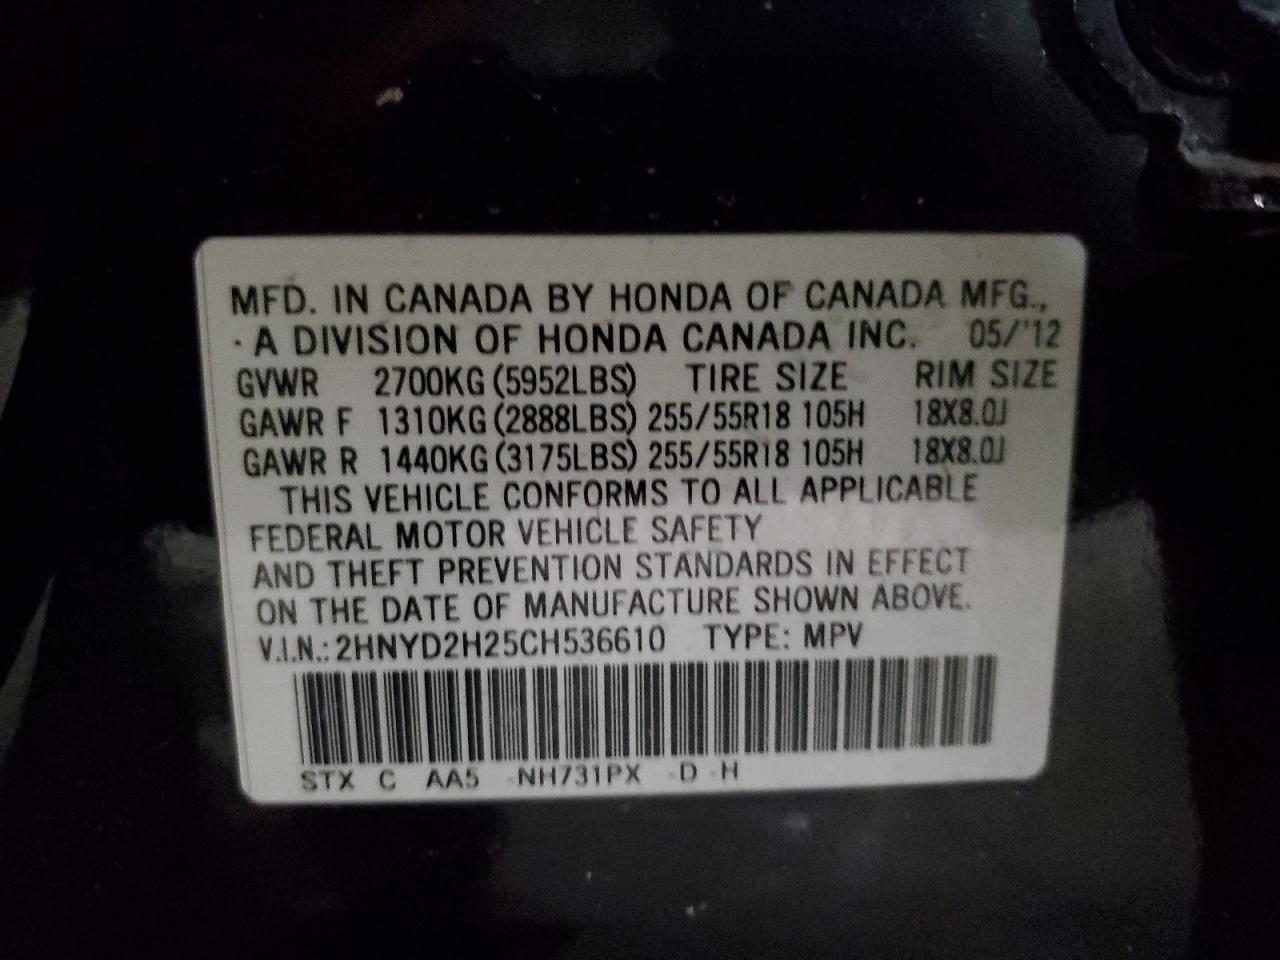 MFD. IN CANADA BY HONDA OF CANADA MFG.,
A DIVISION OF HONDA CANADA INC. 05/'12
GVWR 2700KG (5952LBS) TIRE SIZE RIM SIZE
GAWR F 1310KG (2888LBS) 255/55R18 105H 18X8.0J
GAWR R 1440KG (3175LBS) 255/55R18 105H 18X8.0J
THIS VEHICLE CONFORMS TO ALL APPLICABLE
FEDERAL MOTOR VEHICLE SAFETY
AND THEFT PREVENTION STANDARDS IN EFFECT
ON THE DATE OF MANUFACTURE SHOWN ABOVE.
V.I.N.: 2HNYD2H25CH536610 TYPE: MPV
STX C AA5 -NH731PX -D -H